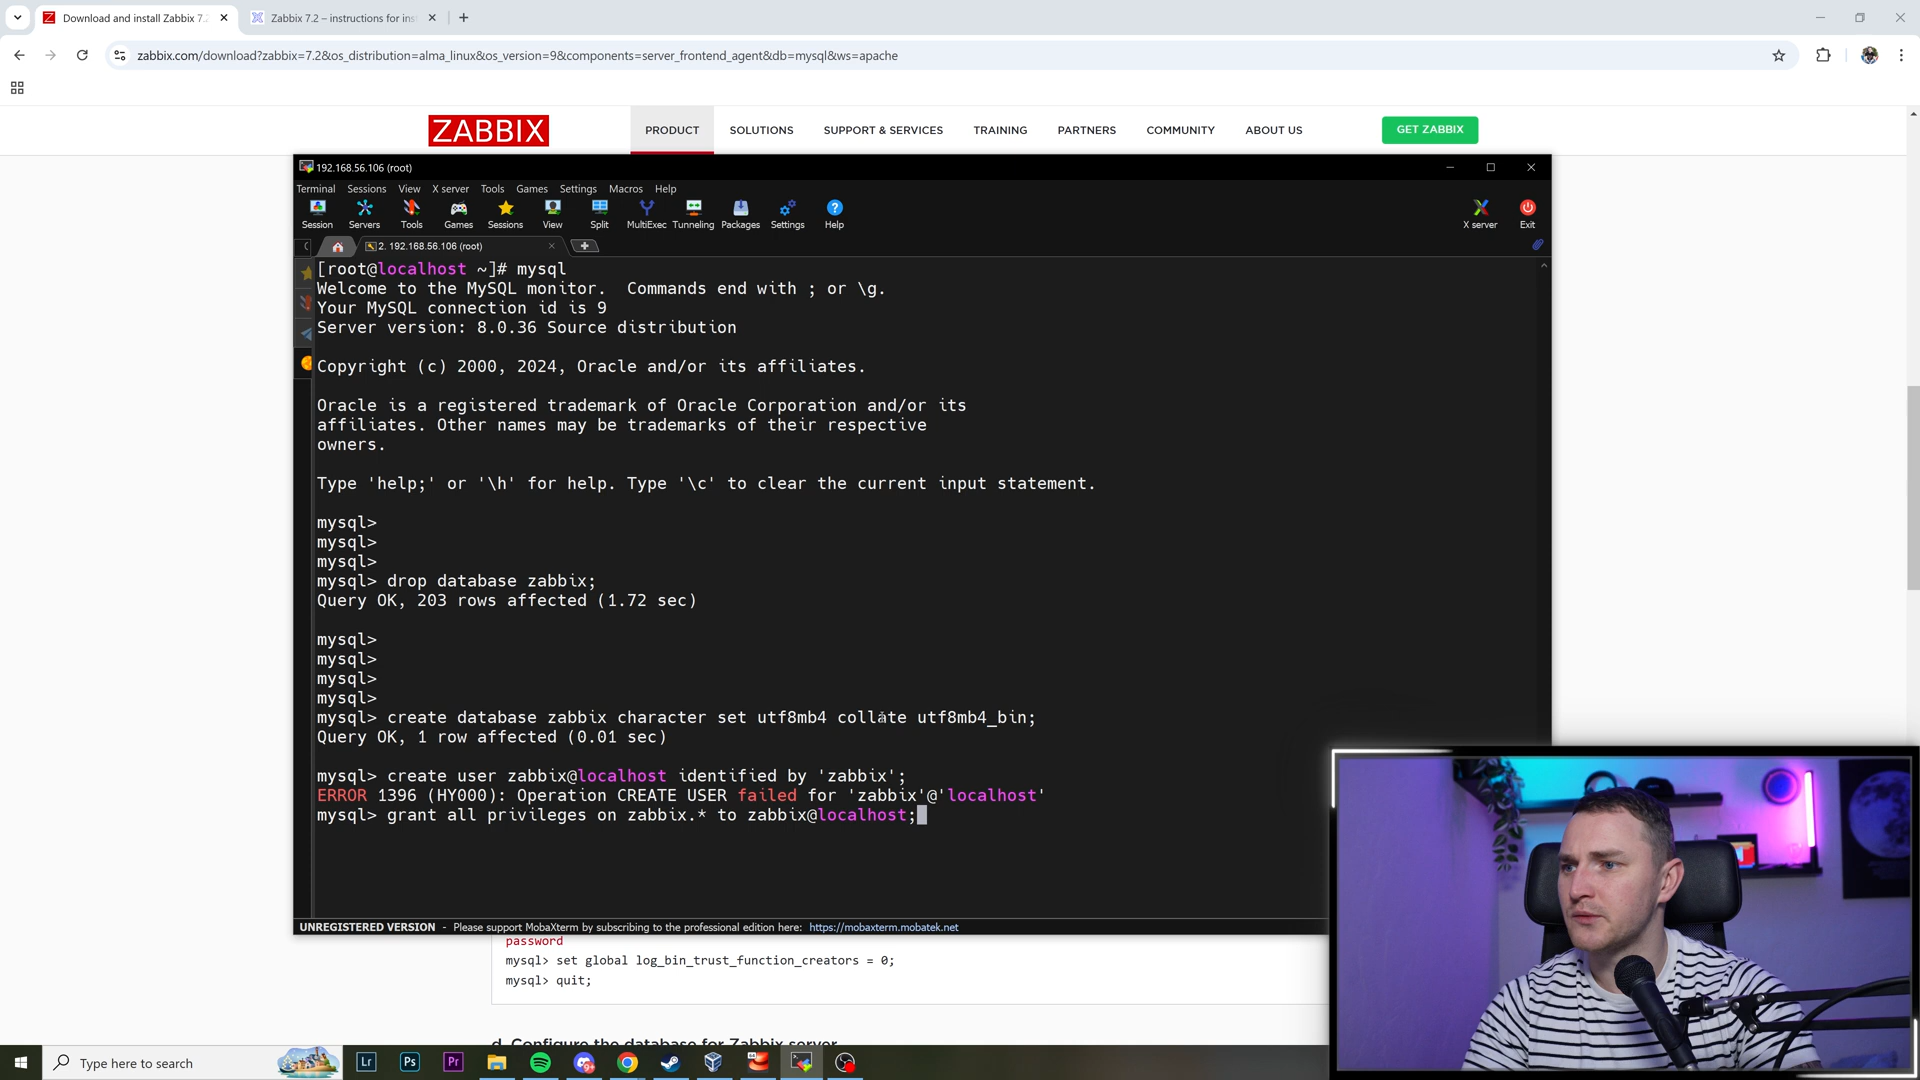 Download and install Zabbix 7.
Zabbix 7.2 – instructions for ins
zabbix.com/download?zabbix=7.2&os_distribution=alma_linux&os_version=9&components=server_frontend_agent&db=mysql&ws=apache
ZABBIX
PRODUCT
SOLUTIONS
SUPPORT & SERVICES
TRAINING
PARTNERS
COMMUNITY
ABOUT US
GET ZABBIX
192.168.56.106 (root)
Terminal Sessions View X server Tools Games Settings Macros Help
Session Servers Tools Games Sessions View Split MultiExec Tunneling Packages Settings Help X server Exit
2. 192.168.56.106 (root)
[root@localhost ~]# mysql
Welcome to the MySQL monitor.  Commands end with ; or \g.
Your MySQL connection id is 9
Server version: 8.0.36 Source distribution
Copyright (c) 2000, 2024, Oracle and/or its affiliates.
Oracle is a registered trademark of Oracle Corporation and/or its
affiliates. Other names may be trademarks of their respective
owners.
Type 'help;' or '\h' for help. Type '\c' to clear the current input statement.
mysql>
mysql>
mysql>
mysql> drop database zabbix;
Query OK, 203 rows affected (1.72 sec)
mysql>
mysql>
mysql>
mysql>
mysql> create database zabbix character set utf8mb4 collate utf8mb4_bin;
Query OK, 1 row affected (0.01 sec)
mysql> create user zabbix@localhost identified by 'zabbix';
ERROR 1396 (HY000): Operation CREATE USER failed for 'zabbix'@'localhost'
mysql> grant all privileges on zabbix.* to zabbix@localhost;
UNREGISTERED VERSION - Please support MobaXterm by subscribing to the professional edition here: https://mobaxterm.mobatek.net
password
mysql> set global log_bin_trust_function_creators = 0;
mysql> quit;
d. Configure the database for Zabbix server
Type here to search
Lr
Ps
Pr